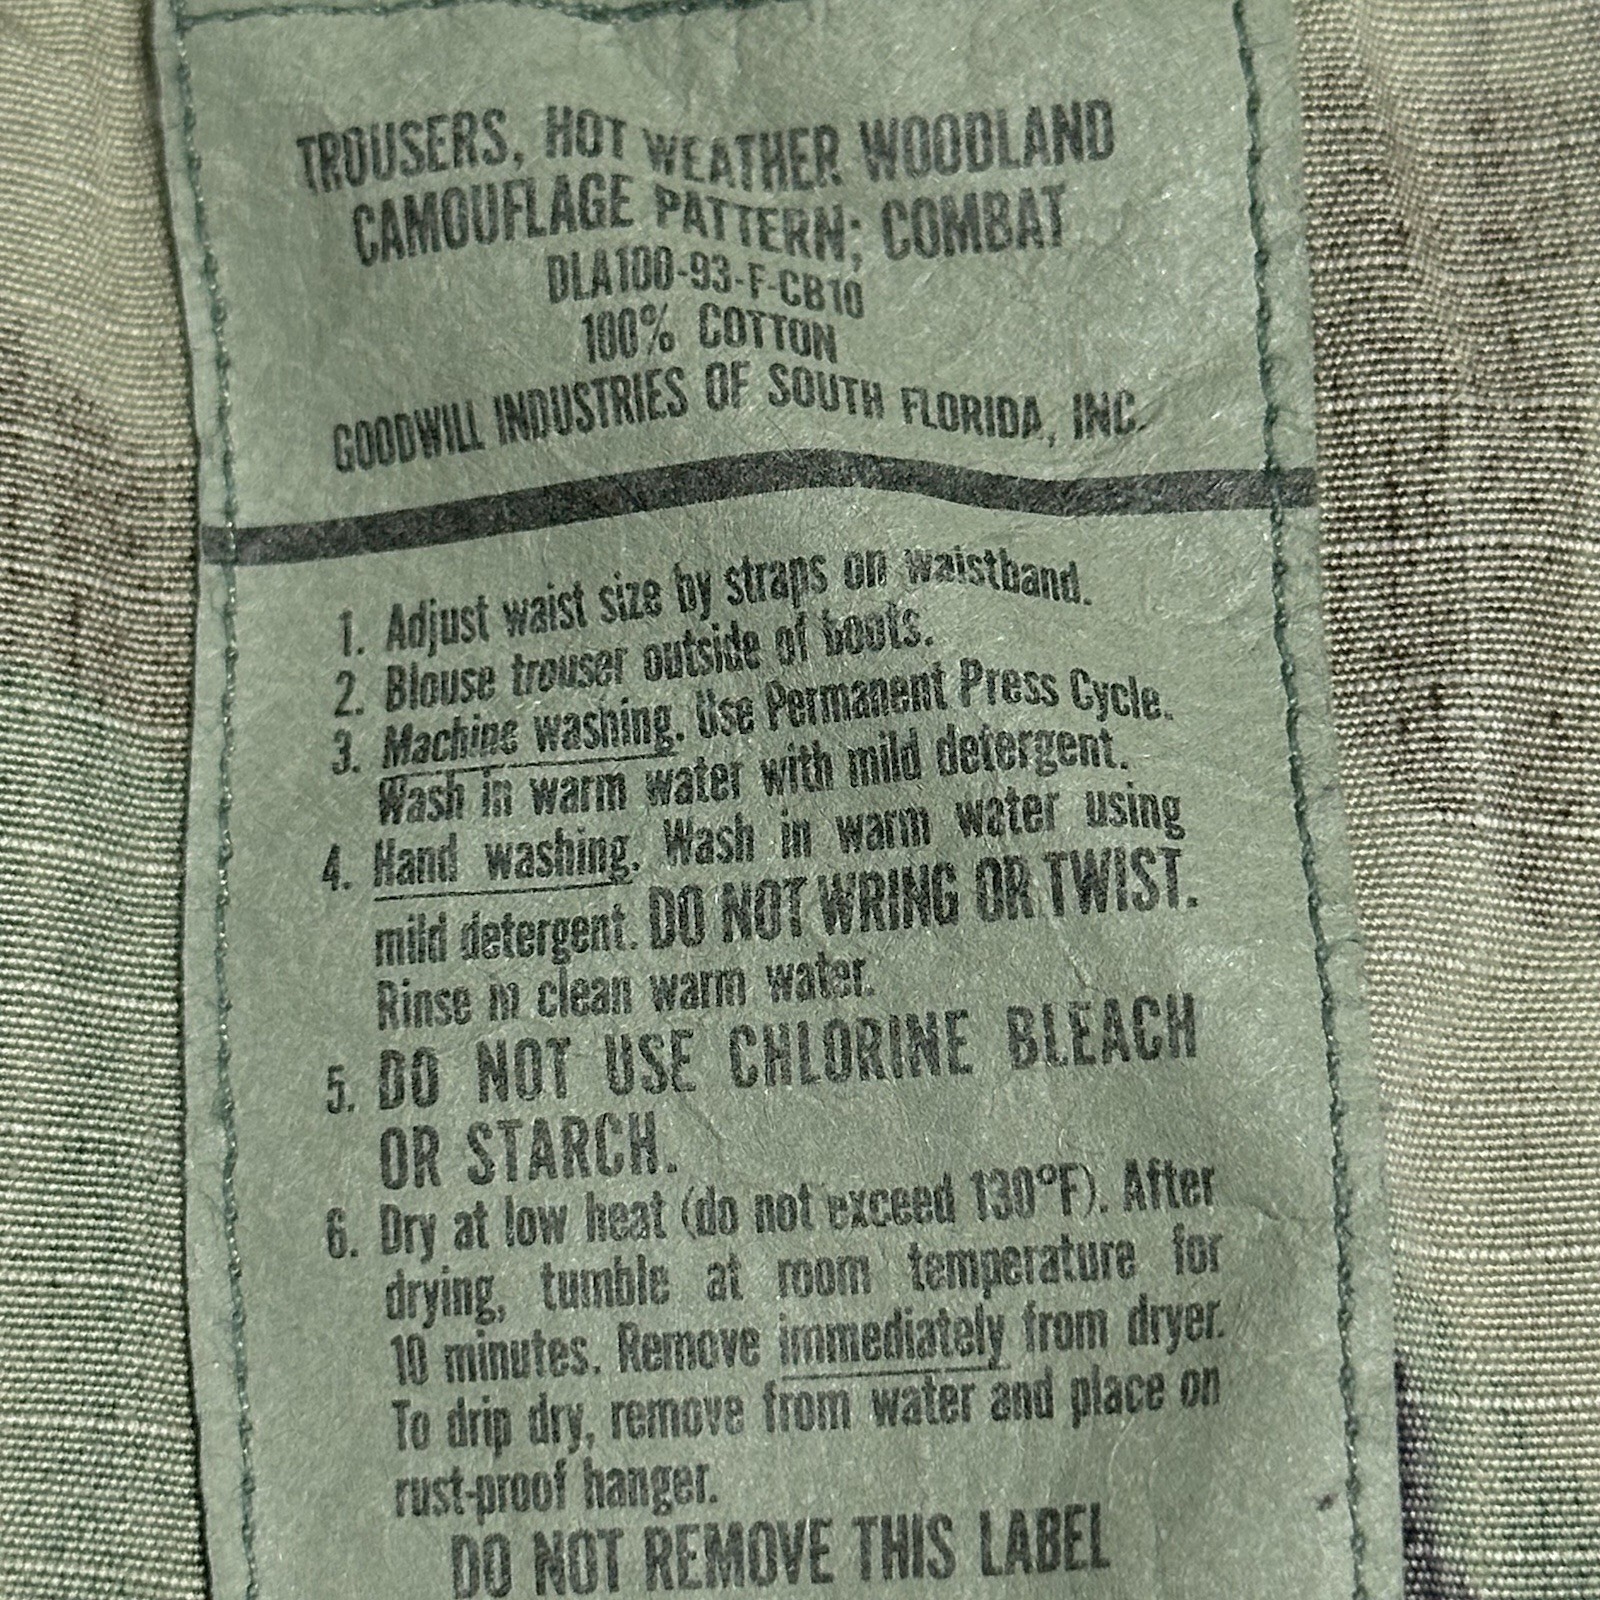 TROUSERS, HOT WEATHER WOODLAND
CAMOUFLAGE PATTERN; COMBAT
DLA100-93-F-CB10
100% COTTON
GOODWILL INDUSTRIES OF SOUTH FLORIDA, INC.
1. Adjust waist size by straps on waistband.
2. Blouse trouser outside of boots.
3. Machine washing. Use Permanent Press Cycle.
Wash in warm water with mild detergent.
4. Hand washing. Wash in warm water using
mild detergent. DO NOT WRING OR TWIST.
Rinse in clean warm water.
5. DO NOT USE CHLORINE BLEACH
OR STARCH.
6. Dry at low heat (do not exceed 130°F). After
drying, tumble at room temperature for
10 minutes. Remove immediately from dryer.
To drip dry, remove from water and place on
rust-proof hanger.
DO NOT REMOVE THIS LABEL